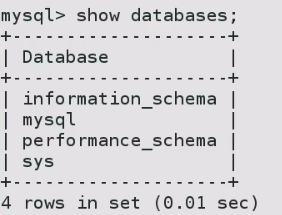 mysql> show databases;
+--------------------+
| Database           |
+--------------------+
| information_schema |
| mysql              |
| performance_schema |
| sys                |
+--------------------+
4 rows in set (0.01 sec)